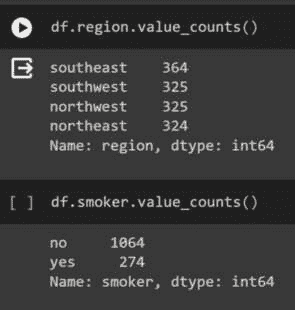 df.region.value_counts()
southeast 364
southwest 325
northwest 325
northeast 324
Name: region, dtype: int64
[ ] df.smoker.value_counts()
no 1064
yes 274
Name: smoker, dtype: int64